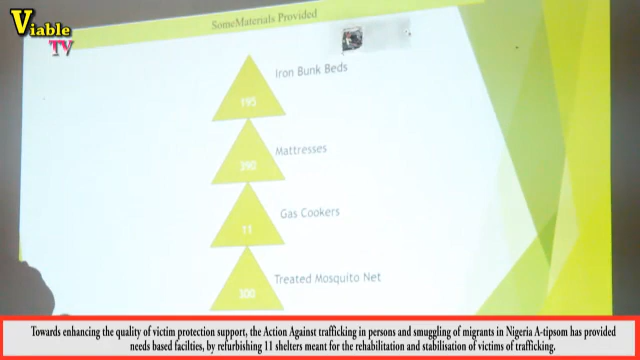 Viable
TV
SomeMaterials Provided
195
Iron Bunk Beds
390
Mattresses
11
Gas Cookers
300
Treated Mosquito Net
Towards enhancing the quality of victim protection support, the Action Against trafficking in persons and smuggling of migrants in Nigeria A-tipsom has provided
needs based facilties, by refurbishing 11 shelters meant for the rehabilitation and stabilisation of victims of trafficking.